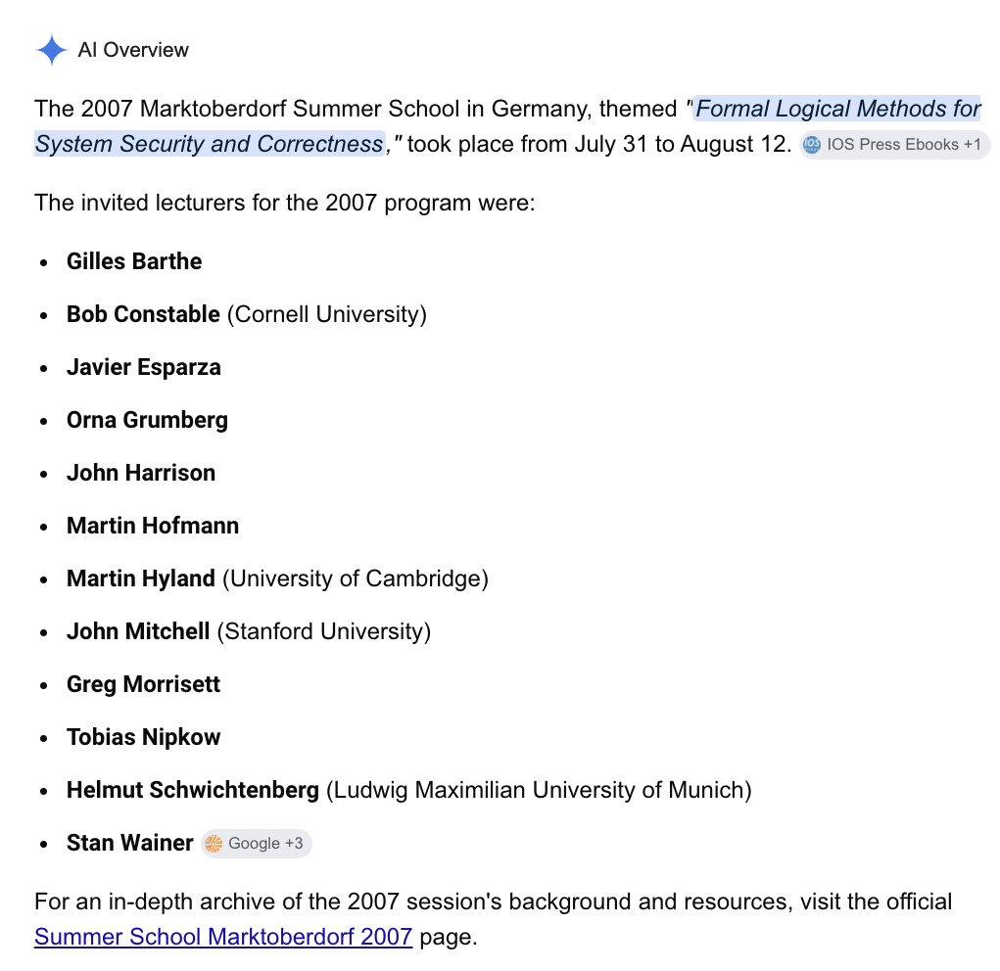 AI Overview
The 2007 Marktoberdorf Summer School in Germany, themed "Formal Logical Methods for
System Security and Correctness," took place from July 31 to August 12. IOS Press Ebooks +1
The invited lecturers for the 2007 program were:
• Gilles Barthe
• Bob Constable (Cornell University)
• Javier Esparza
• Orna Grumberg
• John Harrison
• Martin Hofmann
• Martin Hyland (University of Cambridge)
• John Mitchell (Stanford University)
• Greg Morrisett
• Tobias Nipkow
• Helmut Schwichtenberg (Ludwig Maximilian University of Munich)
• Stan Wainer Google +3
For an in-depth archive of the 2007 session's background and resources, visit the official
Summer School Marktoberdorf 2007 page.